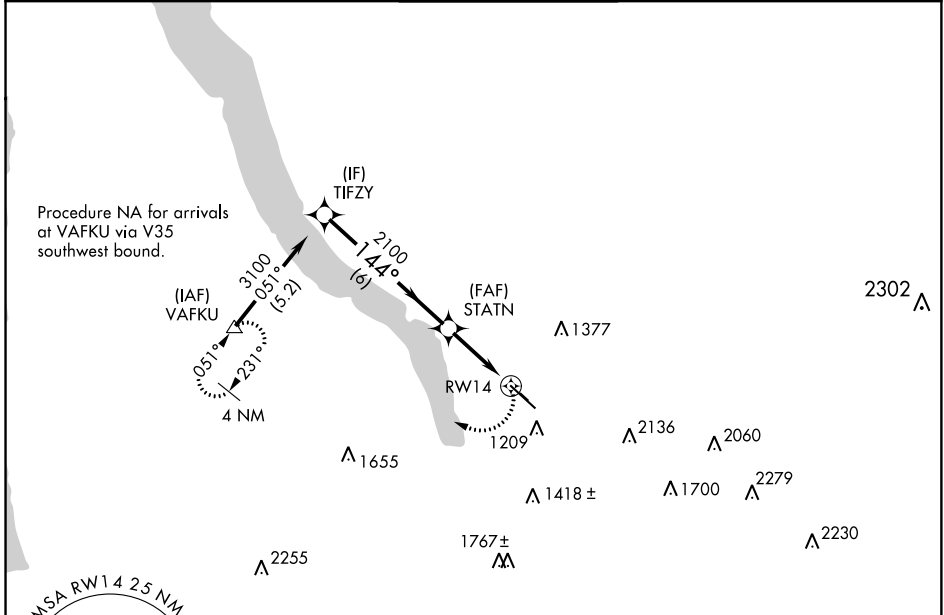 (IF)
TIFZY
Procedure NA for arrivals
at VAFKU via V35
southwest bound.
2100
144°
(6)
3100
051°
(5.2)
(IAF)
VAFKU
(FAF)
STATN
2302
1377
051°
231°
4 NM
RW14
1209
2136
2060
1655
1418 ±
1700
2279
1767±
2230
2255
MSA RW14 25 NM